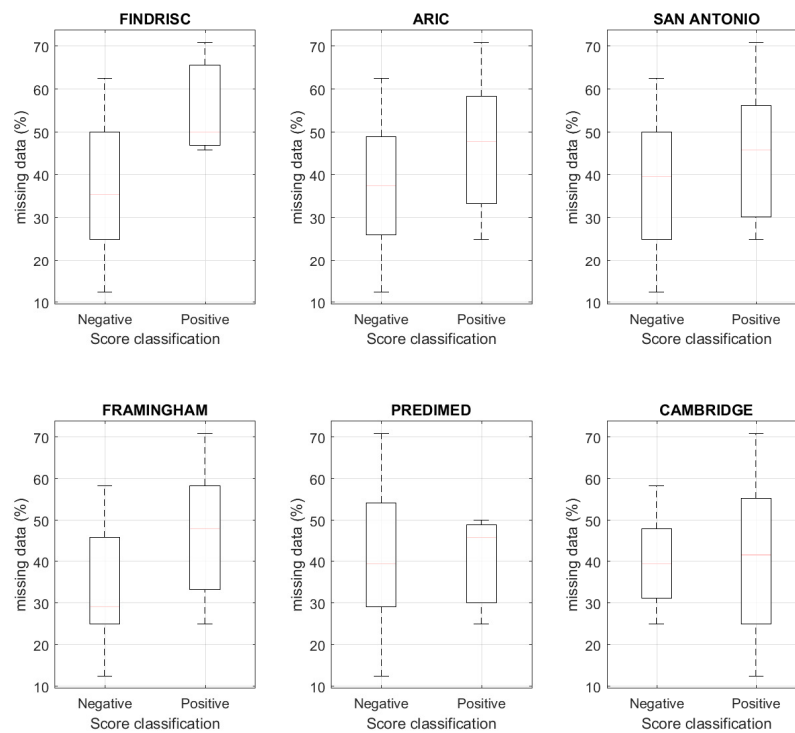 FINDRISC
missing data (%)
70
60
50
40
30
20
10
Negative Positive
Score classification
ARIC
missing data (%)
70
60
50
40
30
20
10
Negative Positive
Score classification
SAN ANTONIO
missing data (%)
70
60
50
40
30
20
10
Negative Positive
Score classification
FRAMINGHAM
missing data (%)
70
60
50
40
30
20
10
Negative Positive
Score classification
PREDIMED
missing data (%)
70
60
50
40
30
20
10
Negative Positive
Score classification
CAMBRIDGE
missing data (%)
70
60
50
40
30
20
10
Negative Positive
Score classification